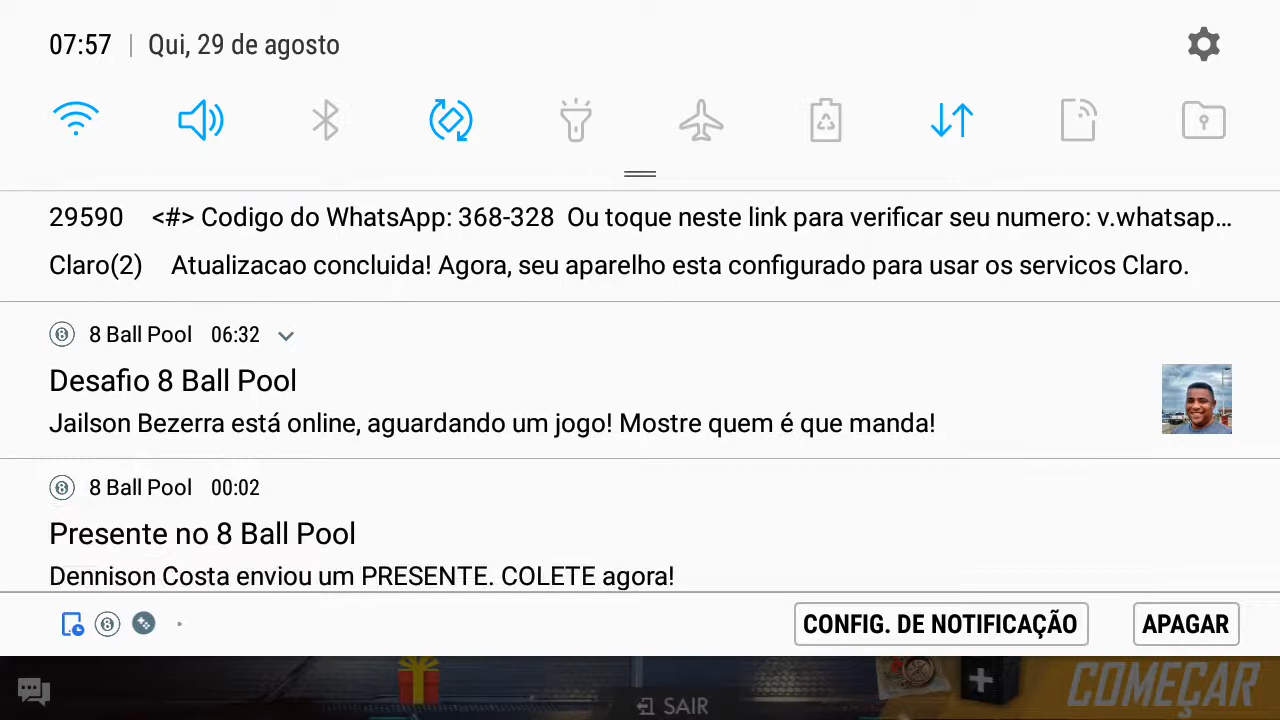 07:57 | Qui, 29 de agosto
29590 <#> Codigo do WhatsApp: 368-328 Ou toque neste link para verificar seu numero: v.whatsap...
Claro(2) Atualizacao concluida! Agora, seu aparelho esta configurado para usar os servicos Claro.
8 Ball Pool 06:32
Desafio 8 Ball Pool
Jailson Bezerra está online, aguardando um jogo! Mostre quem é que manda!
8 Ball Pool 00:02
Presente no 8 Ball Pool
Dennison Costa enviou um PRESENTE. COLETE agora!
CONFIG. DE NOTIFICAÇÃO APAGAR
SAIR
COMEÇAR